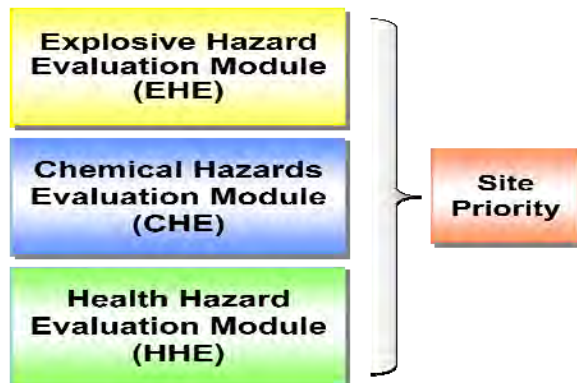 Explosive Hazard
Evaluation Module
(EHE)
Chemical Hazards
Evaluation Module
(CHE)
Health Hazard
Evaluation Module
(HHE)
Site
Priority